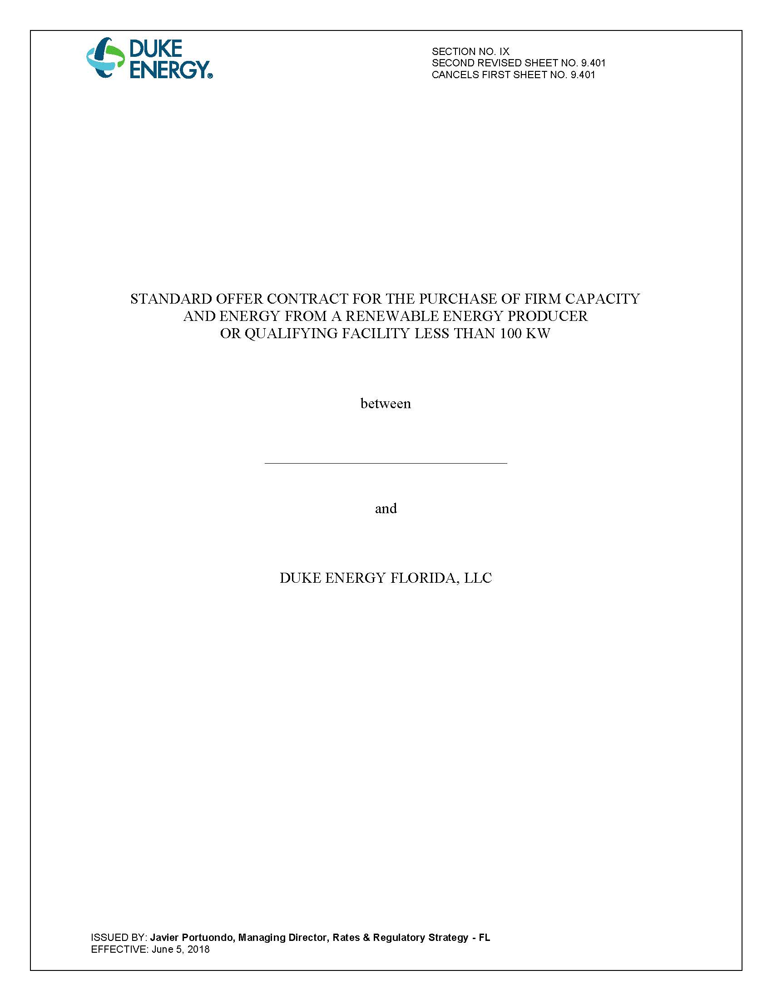 DUKE
ENERGY®
SECTION NO. IX
SECOND REVISED SHEET NO. 9.401
CANCELS FIRST SHEET NO. 9.401
STANDARD OFFER CONTRACT FOR THE PURCHASE OF FIRM CAPACITY
AND ENERGY FROM A RENEWABLE ENERGY PRODUCER
OR QUALIFYING FACILITY LESS THAN 100 KW
between
and
DUKE ENERGY FLORIDA, LLC
ISSUED BY: Javier Portuondo, Managing Director, Rates & Regulatory Strategy - FL
EFFECTIVE: June 5, 2018